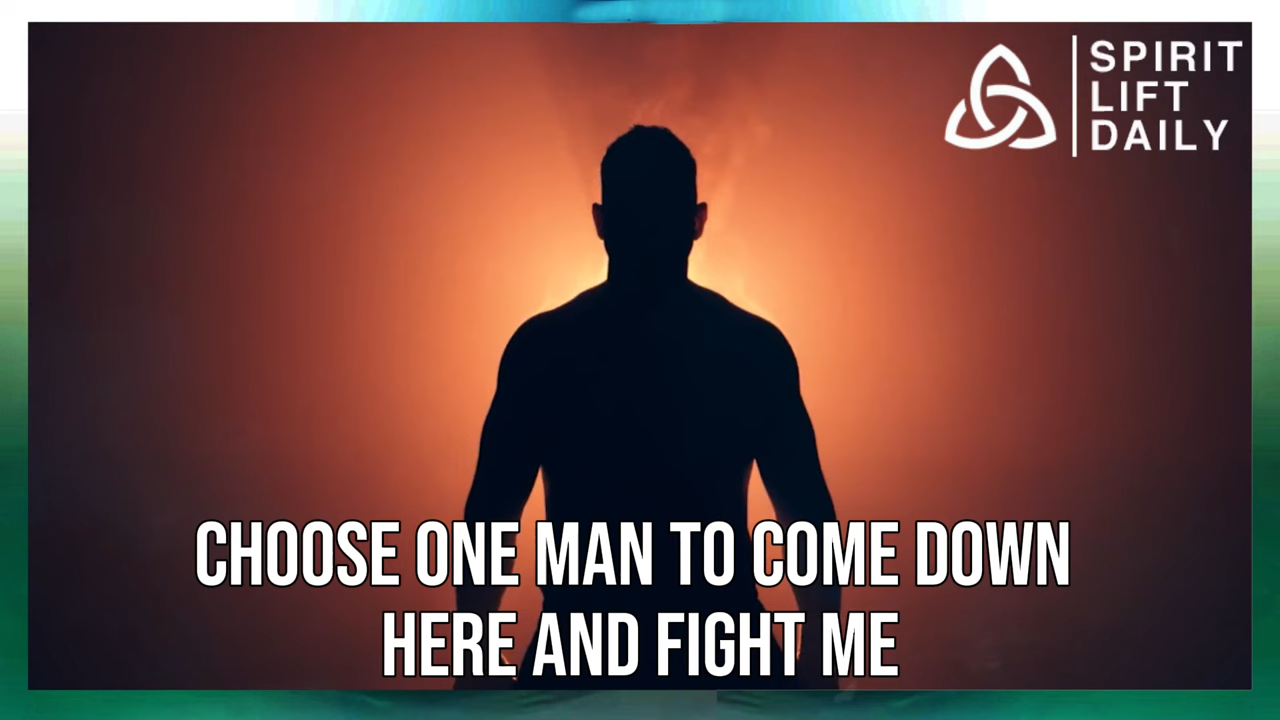 SPIRIT
LIFT
DAILY
CHOOSE ONE MAN TO COME DOWN
HERE AND FIGHT ME